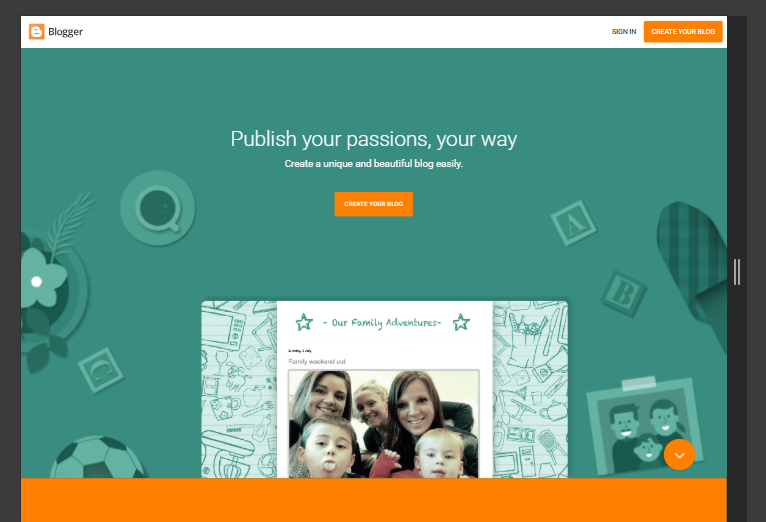 Blogger
SIGN IN
CREATE YOUR BLOG
Publish your passions, your way
Create a unique and beautiful blog easily.
CREATE YOUR BLOG
A
B
- Our Family Adventures-
Family weekend out
C